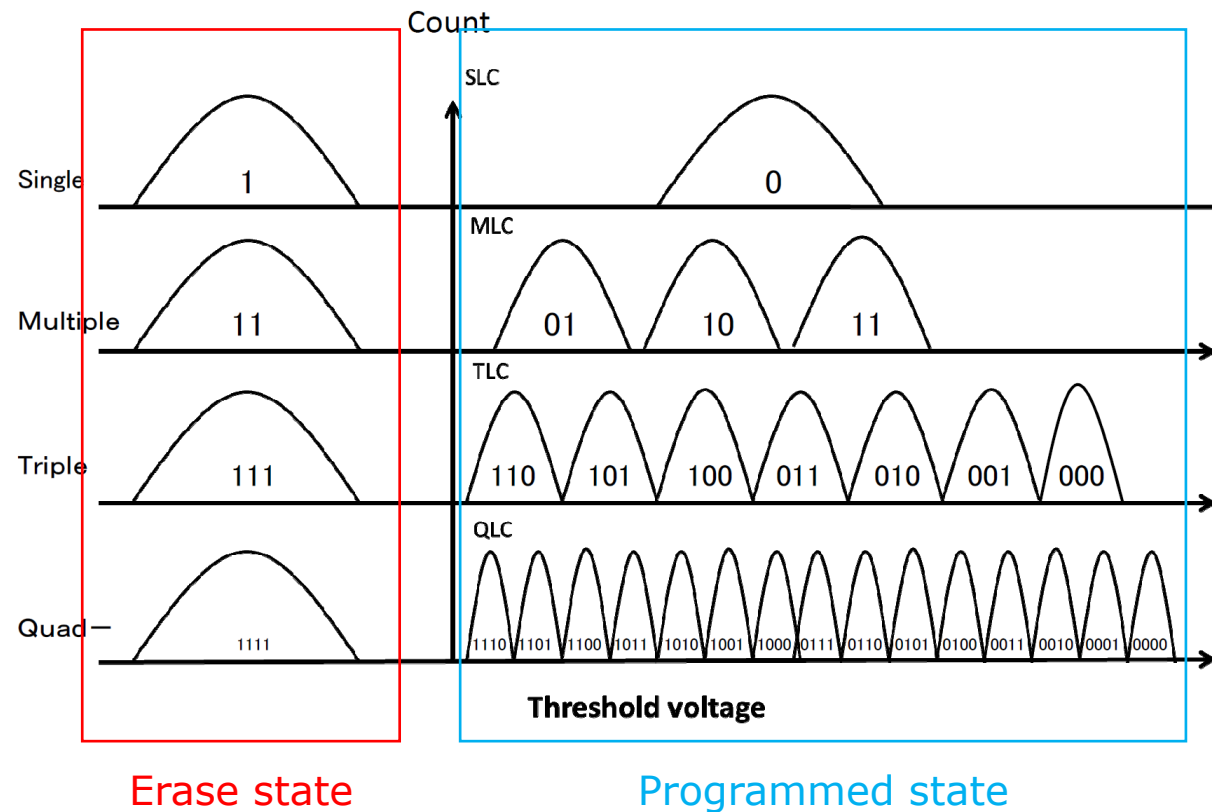 Count
SLC
Single 1 0
MLC
Multiple 11 01 10 11
TLC
Triple 111 110 101 100 011 010 001 000
QLC
Quad— 1111 1110 1101 1100 1011 1010 1001 1000 0111 0110 0101 0100 0011 0010 0001 0000
Threshold voltage
Erase state Programmed state